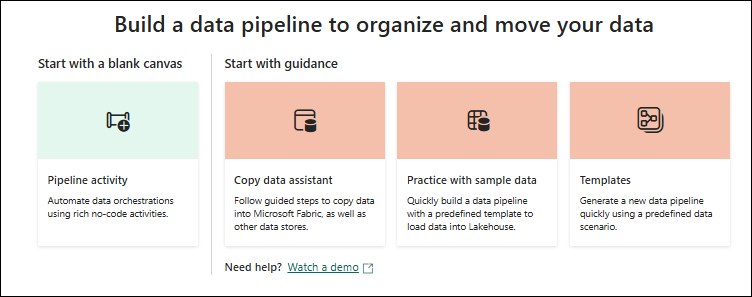 Build a data pipeline to organize and move your data
Start with a blank canvas
Start with guidance
Pipeline activity
Automate data orchestrations
using rich no-code activities.
Copy data assistant
Follow guided steps to copy data
into Microsoft Fabric, as well as
other data stores.
Practice with sample data
Quickly build a data pipeline
with a predefined template to
load data into Lakehouse.
Templates
Generate a new data pipeline
quickly using a predefined data
scenario.
Need help? Watch a demo